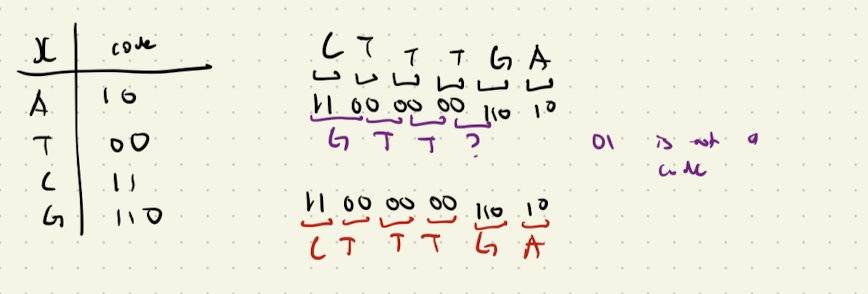 X code
A 10
T 00
C 11
G 110
C T T T G A
11 00 00 00 110 10
G T T ?
01 is not a code
11 00 00 00 110 10
C T T T G A